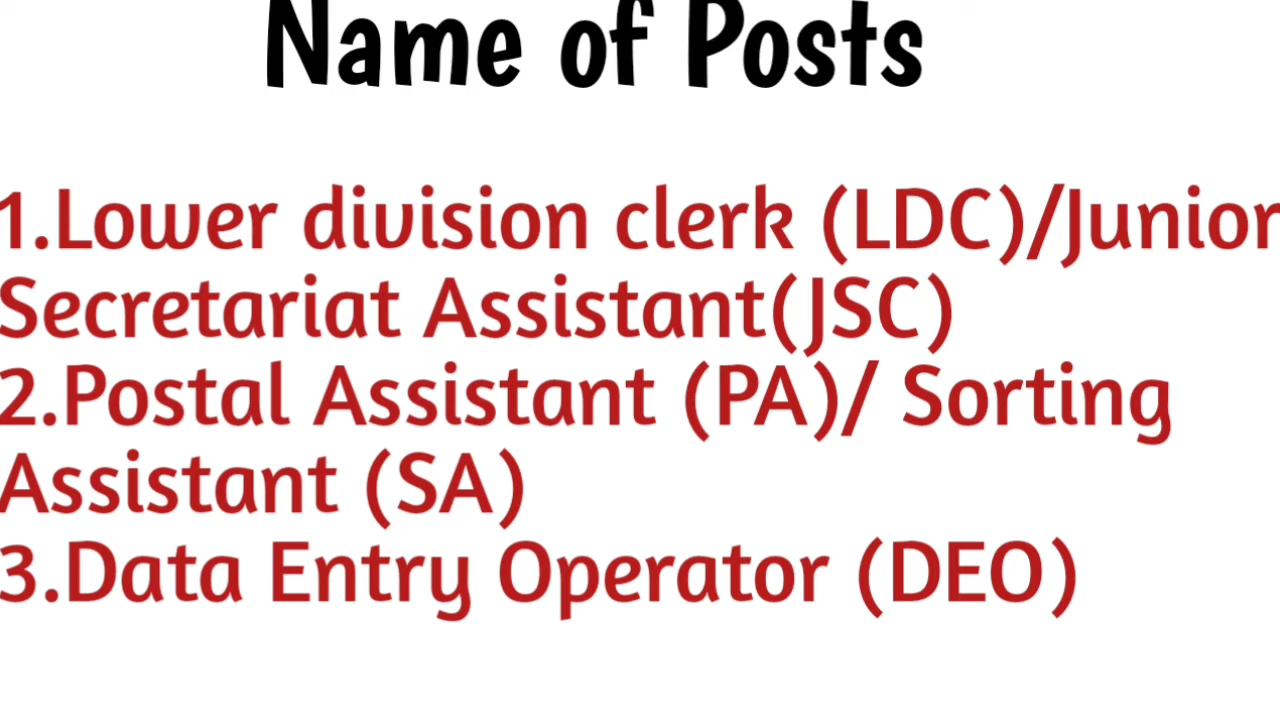 Name of Posts
1.Lower division clerk (LDC)/Junior
Secretariat Assistant(JSC)
2.Postal Assistant (PA)/ Sorting
Assistant (SA)
3.Data Entry Operator (DEO)